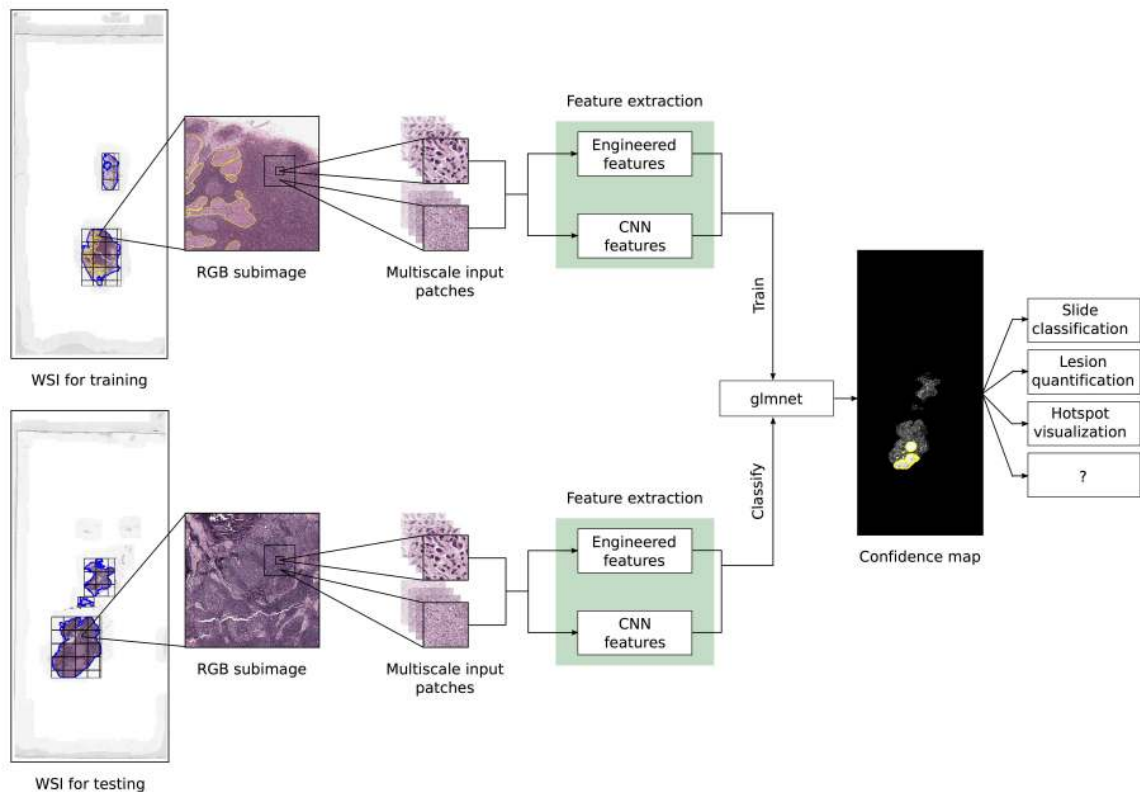 Feature extraction
Engineered
features
CNN
features
RGB subimage
Multiscale input
patches
WSI for training
Train
glmnet
Classify
Confidence map
Slide
classification
Lesion
quantification
Hotspot
visualization
?
Feature extraction
Engineered
features
CNN
features
RGB subimage
Multiscale input
patches
WSI for testing